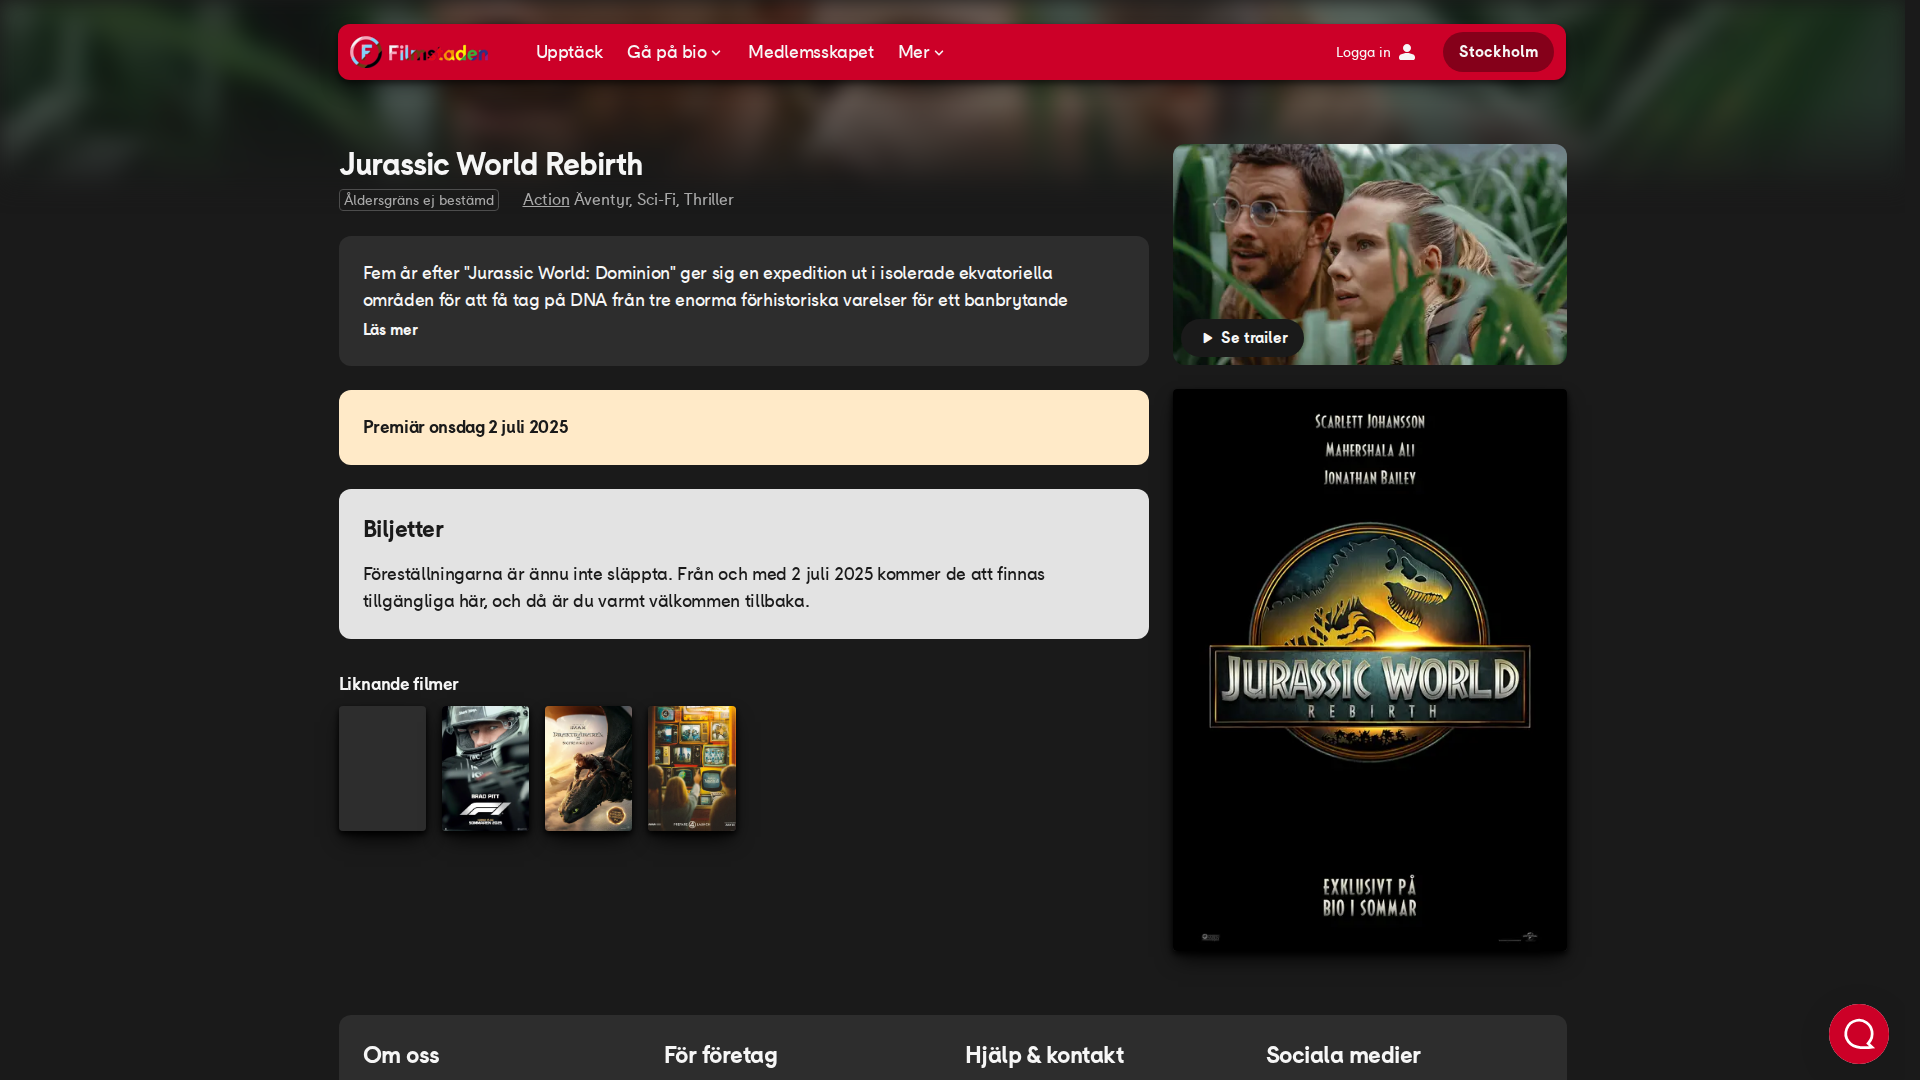 Filmstaden
Upptäck
Gå på bio
Medlemsskapet
Mer
Logga in
Stockholm
Jurassic World Rebirth
Åldersgräns ej bestämd
Action Äventyr, Sci-Fi, Thriller
Fem år efter "Jurassic World: Dominion" ger sig en expedition ut i isolerade ekvatoriella
områden för att få tag på DNA från tre enorma förhistoriska varelser för ett banbrytande
Läs mer
Se trailer
Premiär onsdag 2 juli 2025
Biljetter
Föreställningarna är ännu inte släppta. Från och med 2 juli 2025 kommer de att finnas
tillgängliga här, och då är du varmt välkommen tillbaka.
Liknande filmer
BRAD PITT
F1
SOMMAREN 2025
SCARLETT JOHANSSON
MAHERSHALA ALI
JONATHAN BAILEY
JURASSIC WORLD
REBIRTH
EXKLUSIVT PÅ
BIO I SOMMAR
Om oss
För företag
Hjälp & kontakt
Sociala medier